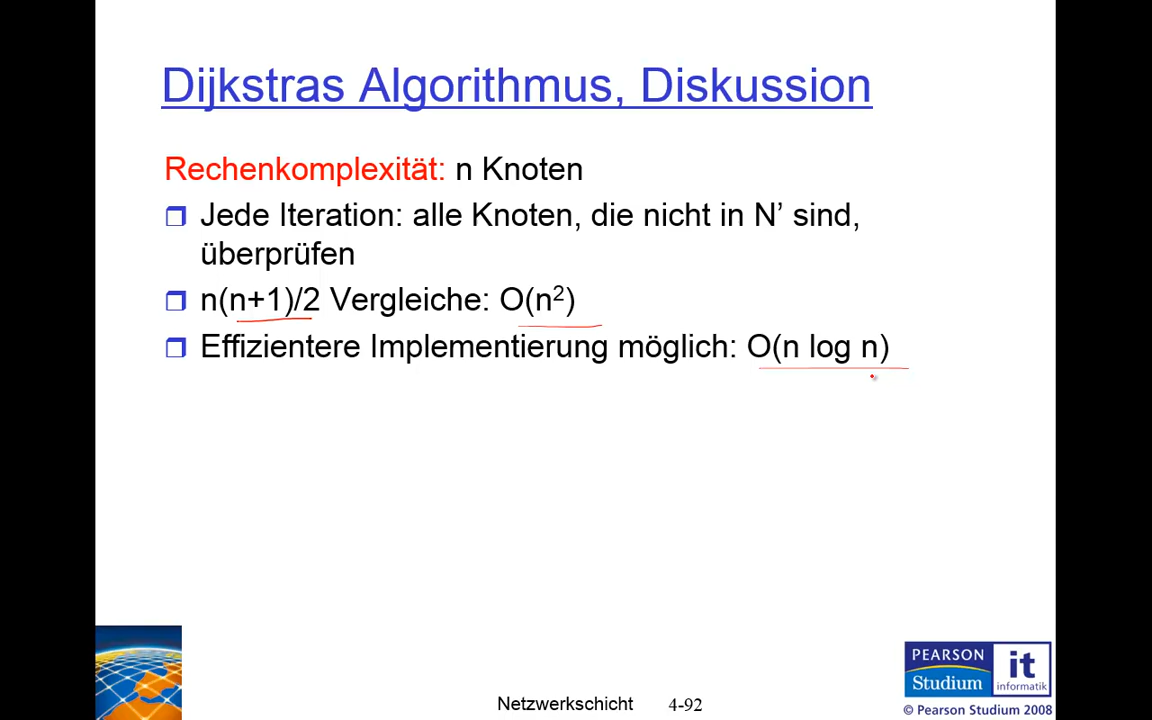 Dijkstras Algorithmus, Diskussion
Rechenkomplexität: n Knoten
Jede Iteration: alle Knoten, die nicht in N’ sind,
überprüfen
n(n+1)/2 Vergleiche: O(n²)
Effizientere Implementierung möglich: O(n log n)
PEARSON
Studium
it
informatik
Netzwerkschicht 4-92
© Pearson Studium 2008